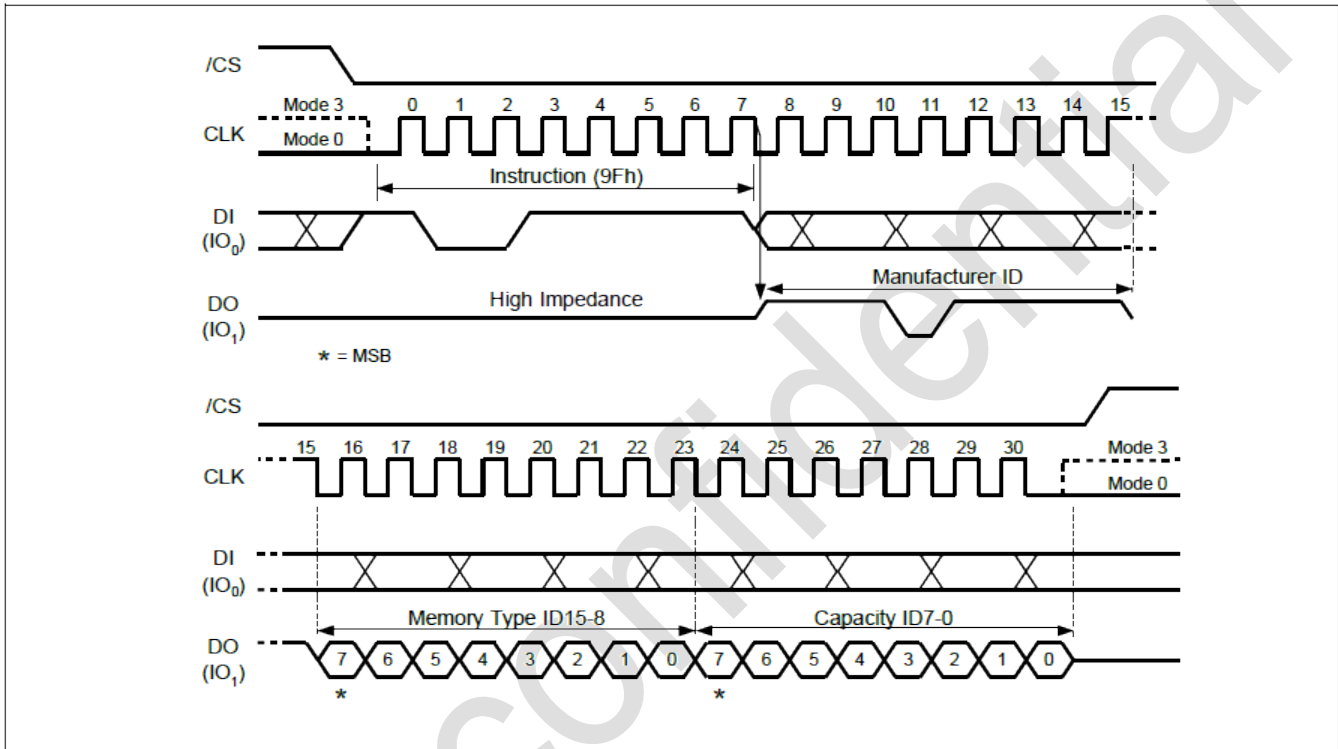 /CS
Mode 3 0 1 2 3 4 5 6 7 8 9 10 11 12 13 14 15
CLK
Mode 0
Instruction (9Fh)
DI
(IO₀)
Manufacturer ID
High Impedance
DO
(IO₁)
* = MSB
/CS
15 16 17 18 19 20 21 22 23 24 25 26 27 28 29 30 Mode 3
CLK
Mode 0
DI
(IO₀)
Memory Type ID15-8 Capacity ID7-0
DO
(IO₁)
7 6 5 4 3 2 1 0 7 6 5 4 3 2 1 0
* *
confidential